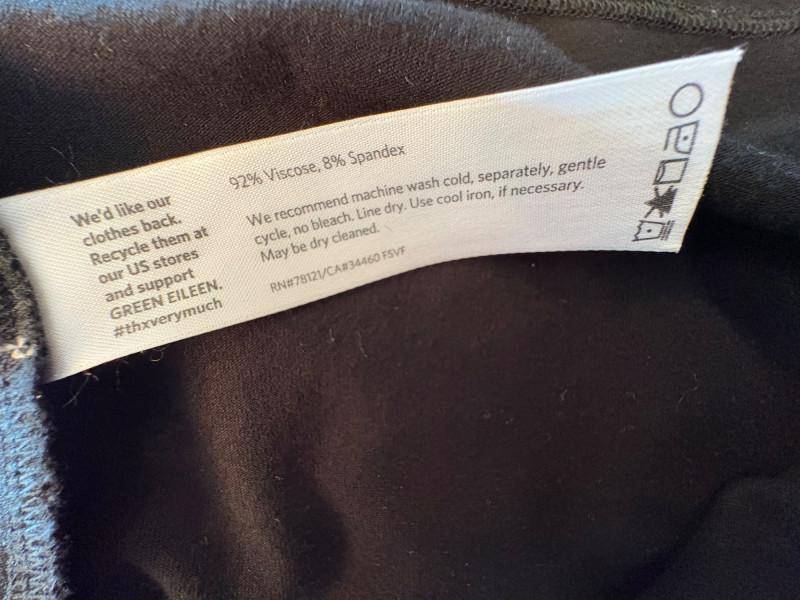 We'd like our
clothes back.
Recycle them at
our US stores
and support
GREEN EILEEN.
#thxverymuch
92% Viscose, 8% Spandex
We recommend machine wash cold, separately, gentle
cycle, no bleach. Line dry. Use cool iron, if necessary.
May be dry cleaned.
RN#78121/CA#34460 FSVF